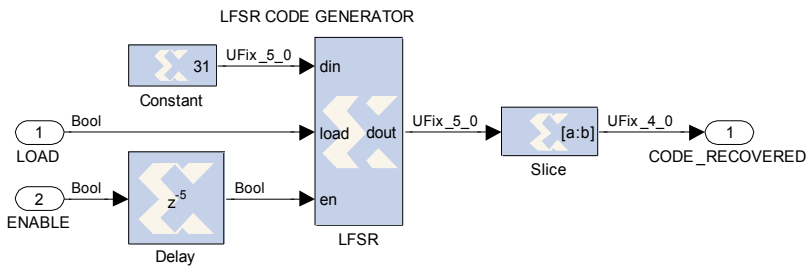 LFSR CODE GENERATOR
31
UFix_5_0
din
Constant
1
Bool
load
dout
UFix_5_0
[a:b]
UFix_4_0
1
LOAD
CODE_RECOVERED
Slice
2
Bool
z-5
Bool
en
ENABLE
LFSR
Delay